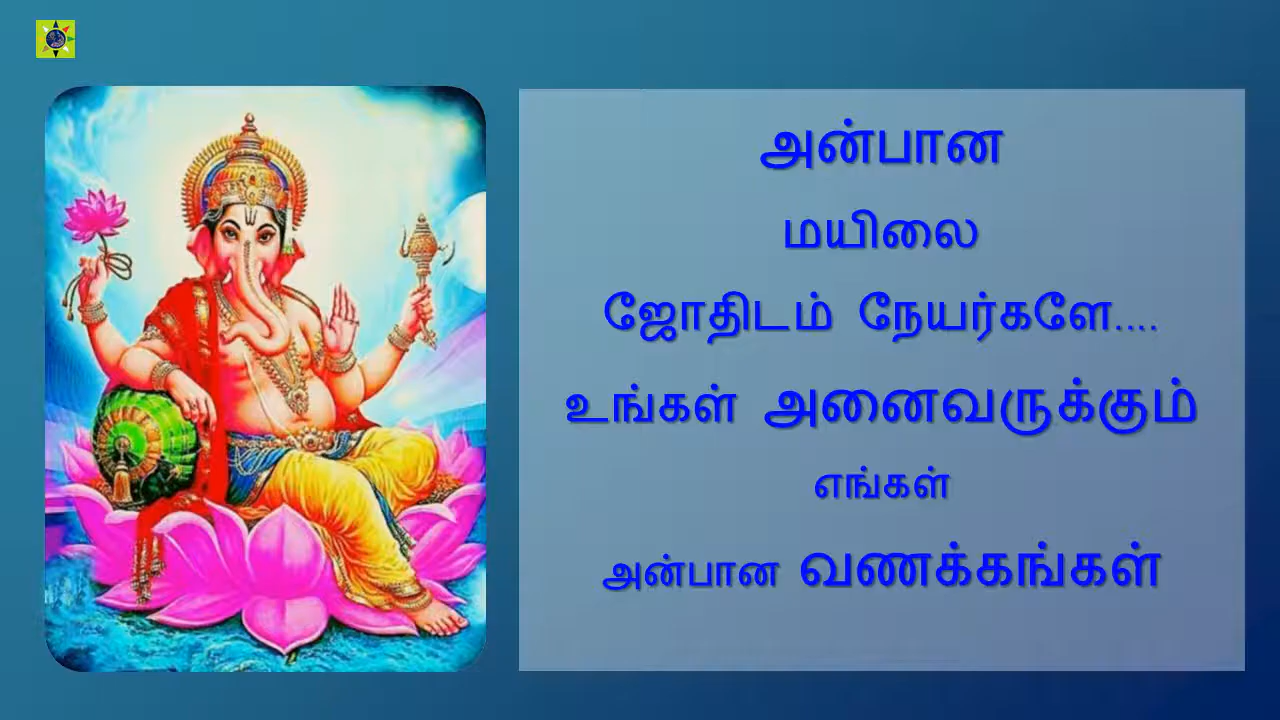 அன்பான
மயிலை
ஜோதிடம் நேயர்களே....
உங்கள் அனைவருக்கும்
எங்கள்
அன்பான வணக்கங்கள்